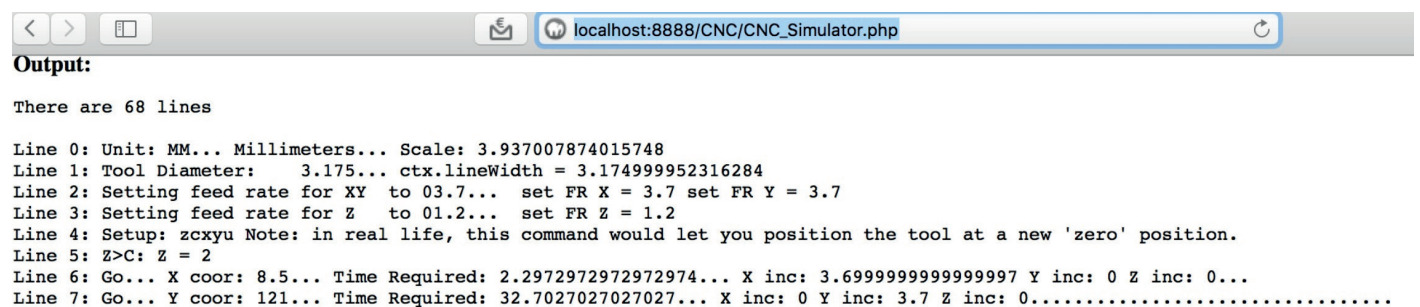 localhost:8888/CNC/CNC_Simulator.php
Output:
There are 68 lines
Line 0: Unit: MM... Millimeters... Scale: 3.937007874015748
Line 1: Tool Diameter:    3.175... ctx.lineWidth = 3.174999952316284
Line 2: Setting feed rate for XY  to 03.7...  set FR X = 3.7 set FR Y = 3.7
Line 3: Setting feed rate for Z   to 01.2...  set FR Z = 1.2
Line 4: Setup: zcxyu Note: in real life, this command would let you position the tool at a new 'zero' position.
Line 5: Z>C: Z = 2
Line 6: Go... X coor: 8.5... Time Required: 2.2972972972972974... X inc: 3.6999999999999997 Y inc: 0 Z inc: 0...
Line 7: Go... Y coor: 121... Time Required: 32.7027027027027... X inc: 0 Y inc: 3.7 Z inc: 0.................................